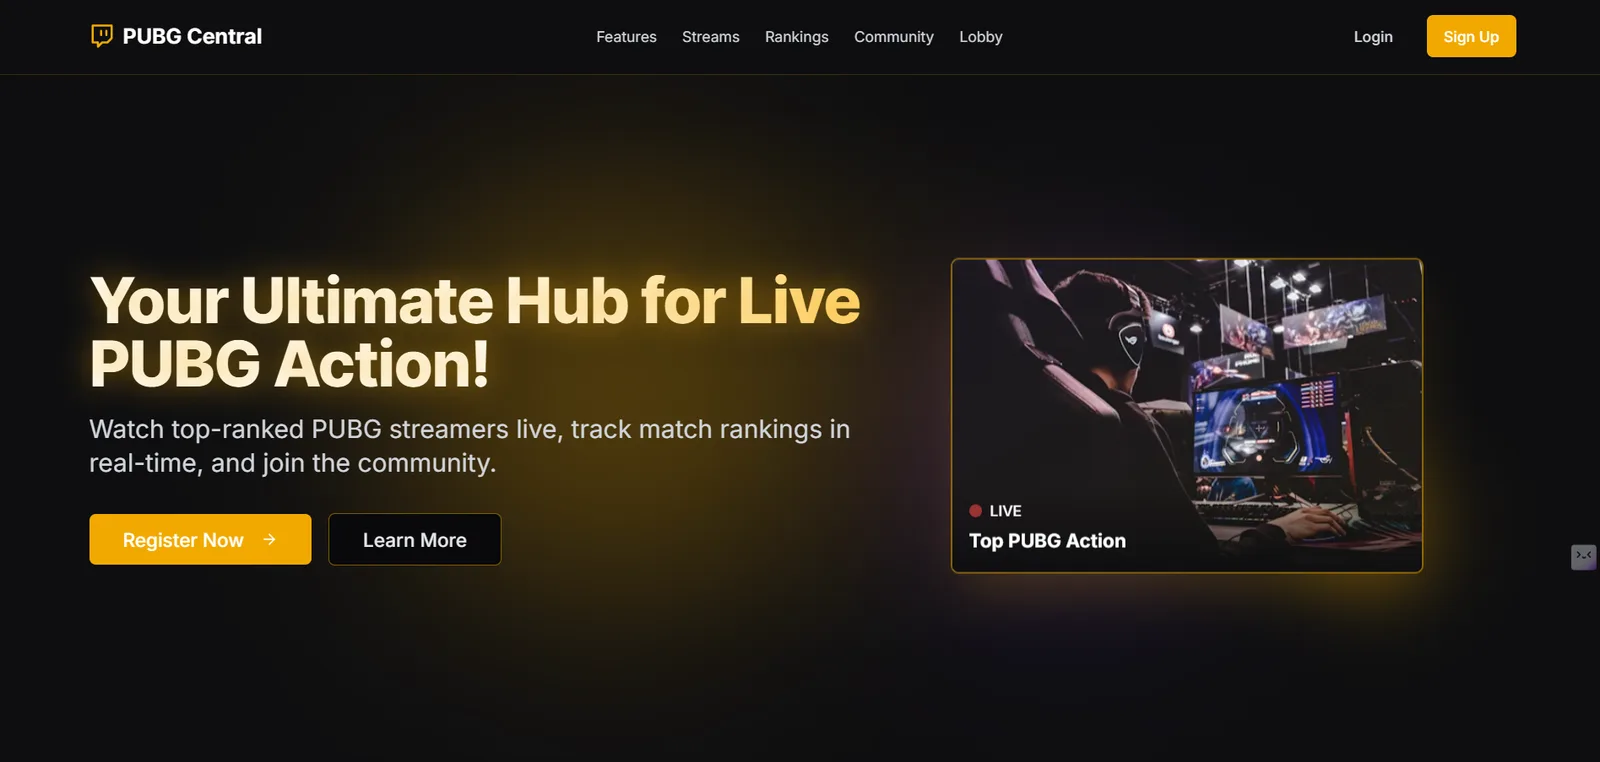 PUBG Central
Features
Streams
Rankings
Community
Lobby
Login
Sign Up
Your Ultimate Hub for Live
PUBG Action!
Watch top-ranked PUBG streamers live, track match rankings in
real-time, and join the community.
Register Now →
Learn More
LIVE
Top PUBG Action